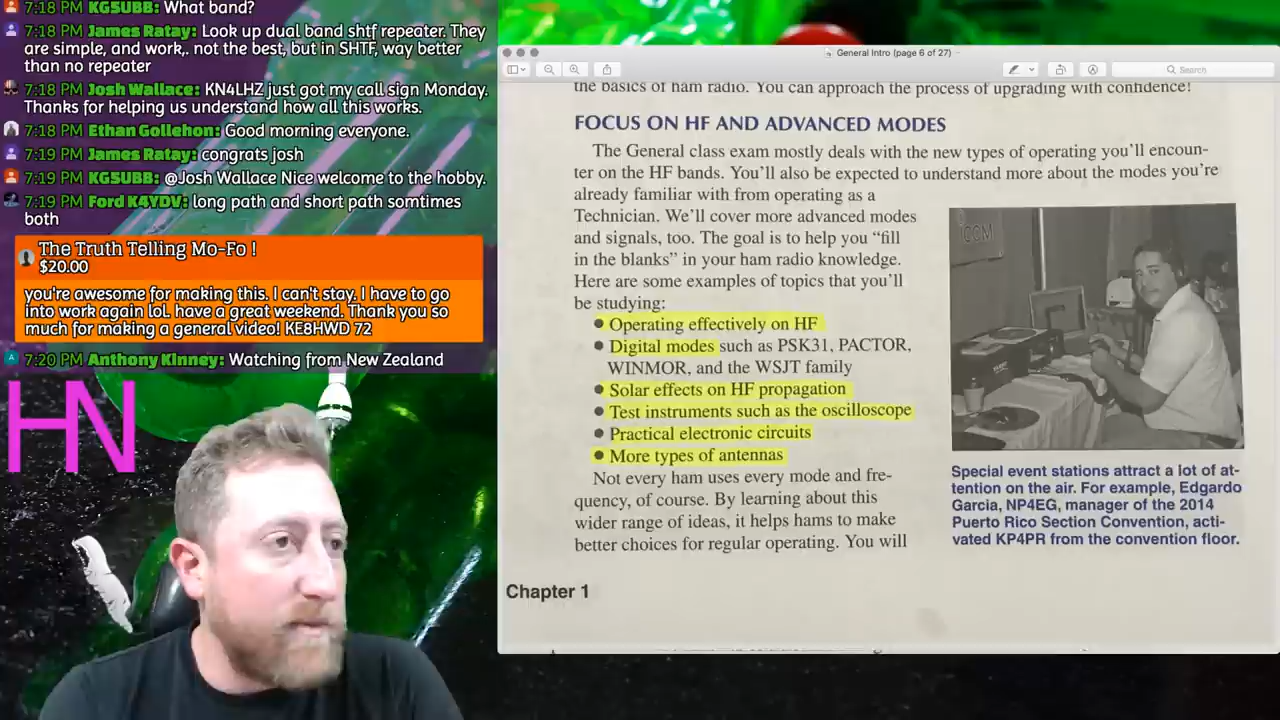 7:18 PM KG5UBB: What band?
7:18 PM James Ratay: Look up dual band shtf repeater. They
are simple, and work,. not the best, but in SHTF, way better
than no repeater
7:18 PM Josh Wallace: KN4LHZ just got my call sign Monday.
Thanks for helping us understand how all this works.
7:18 PM Ethan Gollehon: Good morning everyone.
7:19 PM James Ratay: congrats josh
7:19 PM KG5UBB: @Josh Wallace Nice welcome to the hobby.
7:19 PM Ford K4YDV: long path and short path somtimes
both
The Truth Telling Mo-Fo !
$20.00
you're awesome for making this. I can't stay. I have to go
into work again lol. have a great weekend. Thank you so
much for making a general video! KE8HWD 72
A 7:20 PM Anthony Kinney: Watching from New Zealand
HN
General Intro (page 6 of 27)
Search
the basics of ham radio. You can approach the process of upgrading with confidence!
FOCUS ON HF AND ADVANCED MODES
The General class exam mostly deals with the new types of operating you'll encoun-
ter on the HF bands. You'll also be expected to understand more about the modes you're
already familiar with from operating as a
Technician. We'll cover more advanced modes
and signals, too. The goal is to help you "fill
in the blanks" in your ham radio knowledge.
Here are some examples of topics that you'll
be studying:
● Operating effectively on HF
● Digital modes such as PSK31, PACTOR,
WINMOR, and the WSJT family
● Solar effects on HF propagation
● Test instruments such as the oscilloscope
● Practical electronic circuits
● More types of antennas
Not every ham uses every mode and fre-
quency, of course. By learning about this
wider range of ideas, it helps hams to make
better choices for regular operating. You will
Special event stations attract a lot of at-
tention on the air. For example, Edgardo
Garcia, NP4EG, manager of the 2014
Puerto Rico Section Convention, acti-
vated KP4PR from the convention floor.
Chapter 1